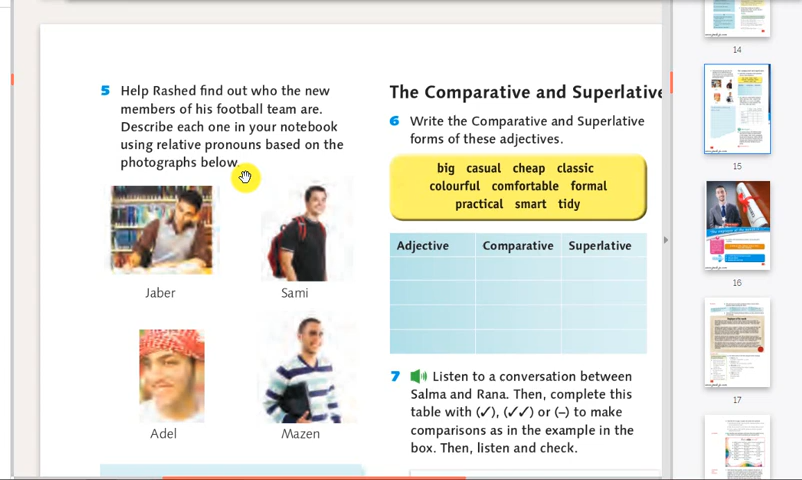 5 Help Rashed find out who the new
members of his football team are.
Describe each one in your notebook
using relative pronouns based on the
photographs below.
Jaber
Sami
Adel
Mazen
The Comparative and Superlative
6 Write the Comparative and Superlative
forms of these adjectives.
big casual cheap classic
colourful comfortable formal
practical smart tidy
Adjective Comparative Superlative
7 Listen to a conversation between
Salma and Rana. Then, complete this
table with (✓), (✓✓) or (–) to make
comparisons as in the example in the
box. Then, listen and check.
14
15
16
17